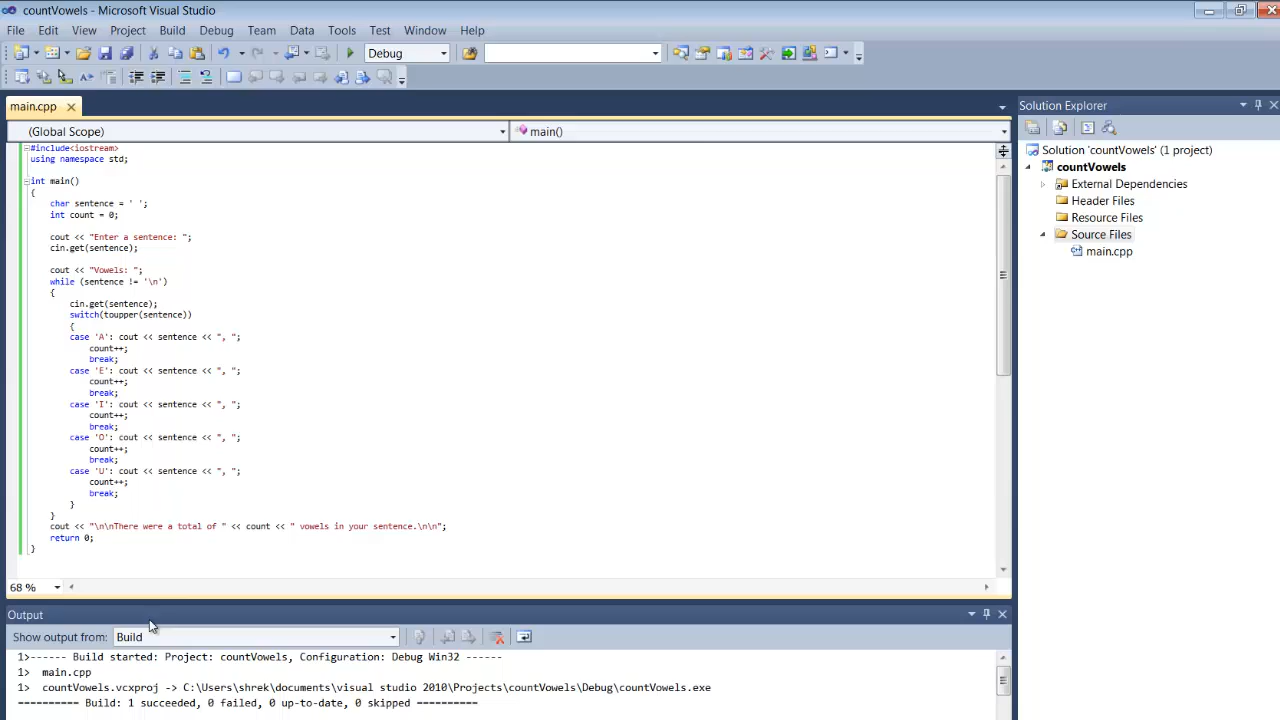 countVowels - Microsoft Visual Studio
File Edit View Project Build Debug Team Data Tools Test Window Help
Debug
main.cpp
(Global Scope) main()
#include<iostream>
using namespace std;
int main()
{
char sentence = ' ';
int count = 0;
cout << "Enter a sentence: ";
cin.get(sentence);
cout << "Vowels: ";
while (sentence != '\n')
{
cin.get(sentence);
switch(toupper(sentence))
{
case 'A': cout << sentence << ", ";
count++;
break;
case 'E': cout << sentence << ", ";
count++;
break;
case 'I': cout << sentence << ", ";
count++;
break;
case 'O': cout << sentence << ", ";
count++;
break;
case 'U': cout << sentence << ", ";
count++;
break;
}
}
cout << "\n\nThere were a total of " << count << " vowels in your sentence.\n\n";
return 0;
}
68 %
Solution Explorer
Solution 'countVowels' (1 project)
countVowels
External Dependencies
Header Files
Resource Files
Source Files
main.cpp
Output
Show output from: Build
1>------ Build started: Project: countVowels, Configuration: Debug Win32 ------
1> main.cpp
1> countVowels.vcxproj -> C:\Users\shrek\documents\visual studio 2010\Projects\countVowels\Debug\countVowels.exe
========== Build: 1 succeeded, 0 failed, 0 up-to-date, 0 skipped ==========